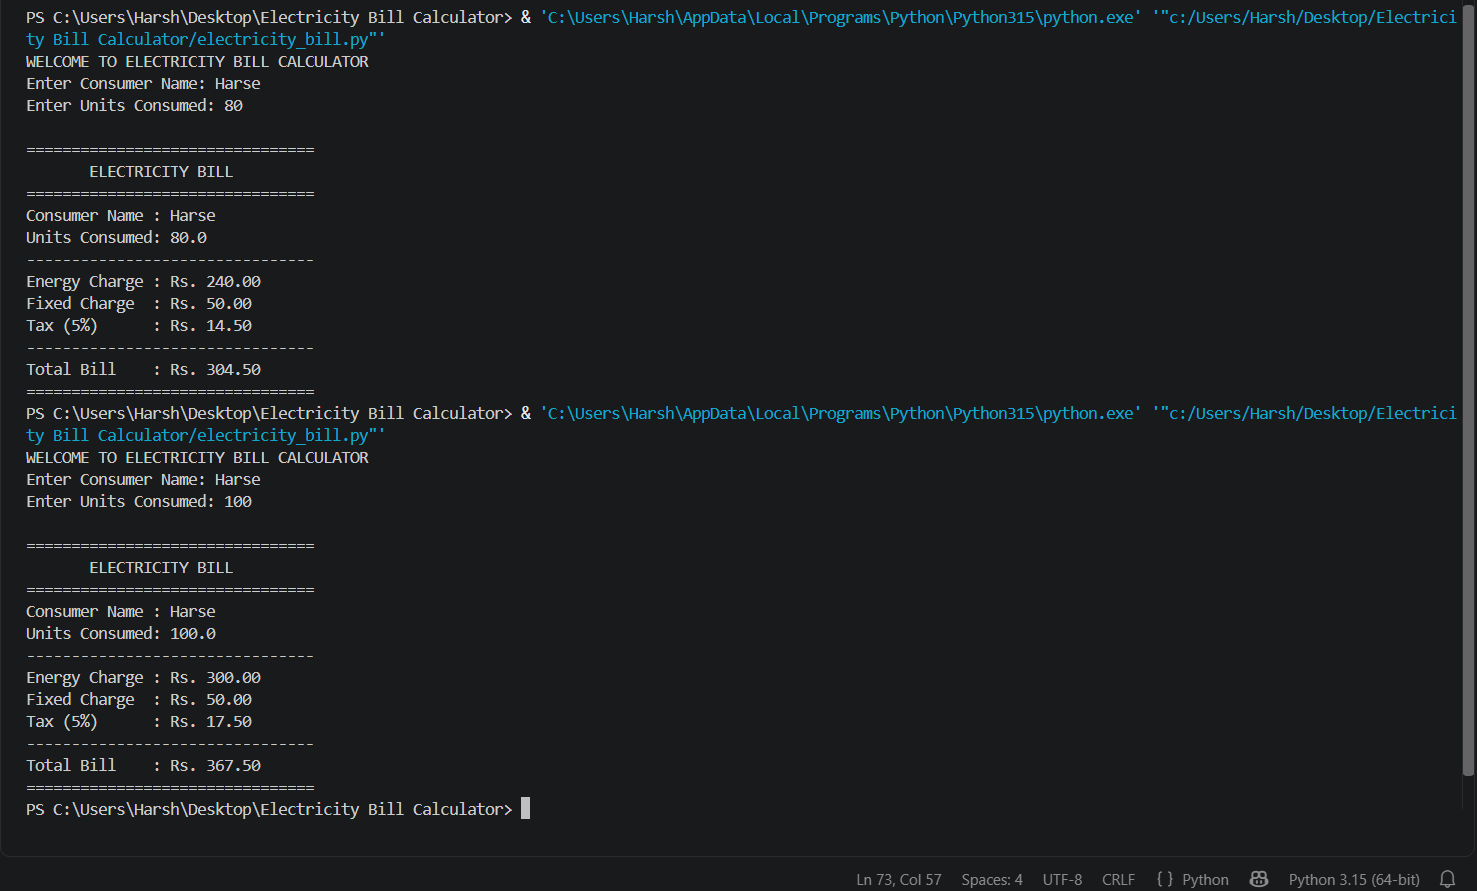 PS C:\Users\Harsh\Desktop\Electricity Bill Calculator> & 'C:\Users\Harsh\AppData\Local\Programs\Python\Python315\python.exe' '"c:/Users/Harsh/Desktop/Electrici
ty Bill Calculator/electricity_bill.py"'
WELCOME TO ELECTRICITY BILL CALCULATOR
Enter Consumer Name: Harse
Enter Units Consumed: 80

================================
       ELECTRICITY BILL
================================
Consumer Name : Harse
Units Consumed: 80.0
--------------------------------
Energy Charge : Rs. 240.00
Fixed Charge  : Rs. 50.00
Tax (5%)      : Rs. 14.50
--------------------------------
Total Bill    : Rs. 304.50
================================
PS C:\Users\Harsh\Desktop\Electricity Bill Calculator> & 'C:\Users\Harsh\AppData\Local\Programs\Python\Python315\python.exe' '"c:/Users/Harsh/Desktop/Electrici
ty Bill Calculator/electricity_bill.py"'
WELCOME TO ELECTRICITY BILL CALCULATOR
Enter Consumer Name: Harse
Enter Units Consumed: 100

================================
       ELECTRICITY BILL
================================
Consumer Name : Harse
Units Consumed: 100.0
--------------------------------
Energy Charge : Rs. 300.00
Fixed Charge  : Rs. 50.00
Tax (5%)      : Rs. 17.50
--------------------------------
Total Bill    : Rs. 367.50
================================
PS C:\Users\Harsh\Desktop\Electricity Bill Calculator>
Ln 73, Col 57 Spaces: 4 UTF-8 CRLF {} Python Python 3.15 (64-bit)